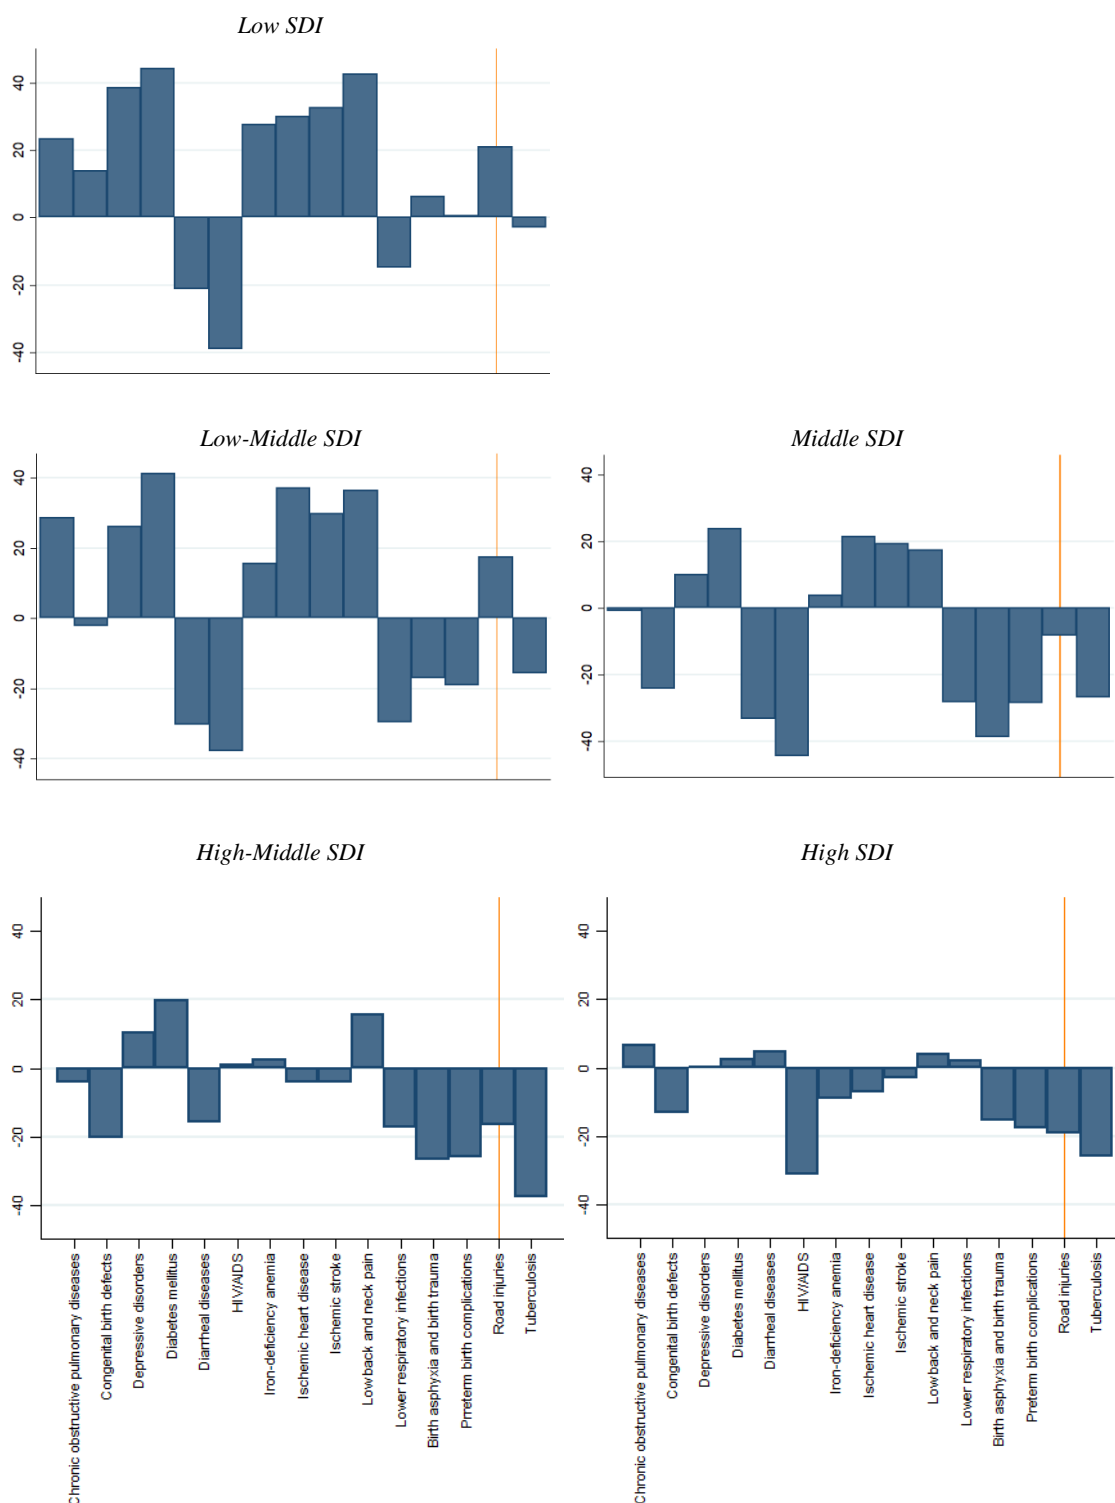 Low SDI
40
20
0
-20
-40
Low-Middle SDI
40
20
0
-20
-40
Middle SDI
40
20
0
-20
-40
High-Middle SDI
40
20
0
-20
-40
Chronic obstructive pulmonary diseases
Congenital birth defects
Depressive disorders
Diabetes mellitus
Diarrheal diseases
HIV/AIDS
Iron-deficiency anemia
Ischemic heart disease
Ischemic stroke
Low back and neck pain
Lower respiratory infections
Birth asphyxia and birth trauma
Prreterm birth complications
Road injuries
Tuberculosis
High SDI
40
20
0
-20
-40
Chronic obstructive pulmonary diseases
Congenital birth defects
Depressive disorders
Diabetes mellitus
Diarrheal diseases
HIV/AIDS
Iron-deficiency anemia
Ischemic heart disease
Ischemic stroke
Low back and neck pain
Lower respiratory infections
Birth asphyxia and birth trauma
Preterm birth complications
Road injuries
Tuberculosis